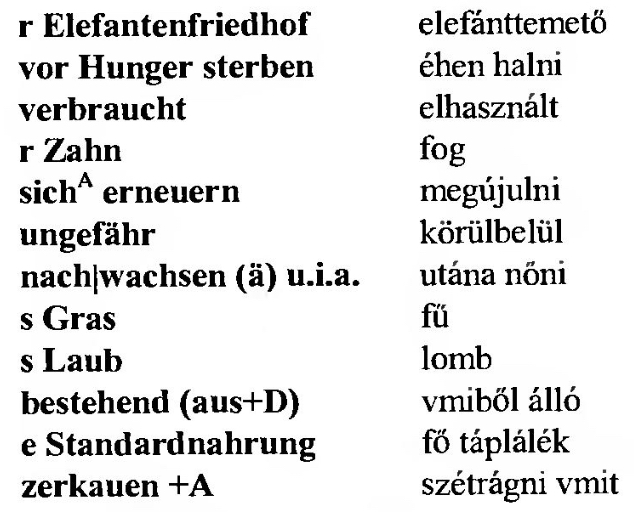 r Elefantenfriedhof elefánttemető
vor Hunger sterben éhen halni
verbraucht elhasznált
r Zahn fog
sichᴬ erneuern megújulni
ungefähr körülbelül
nach|wachsen (ä) u.i.a. utána nőni
s Gras fű
s Laub lomb
bestehend (aus+D) vmiből álló
e Standardnahrung fő táplálék
zerkauen +A szétrágni vmit